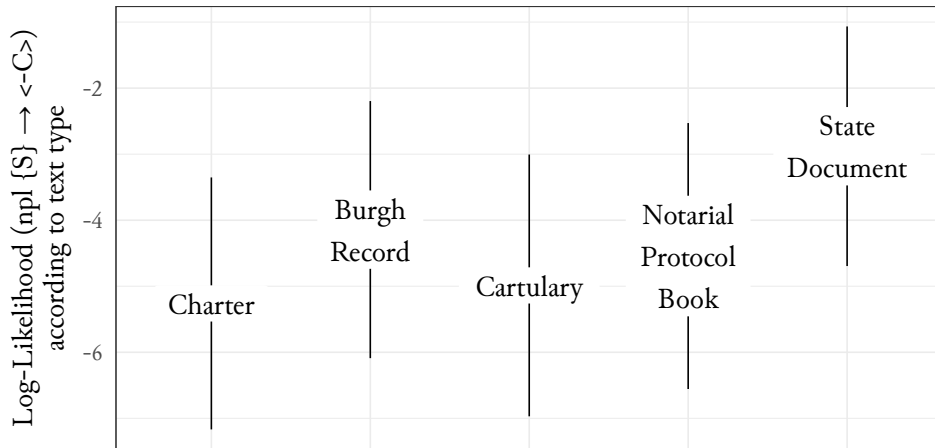 Log-Likelihood (npl {S} → <-C>)
according to text type
-2
-4
-6
Charter
Burgh
Record
Cartulary
Notarial
Protocol
Book
State
Document